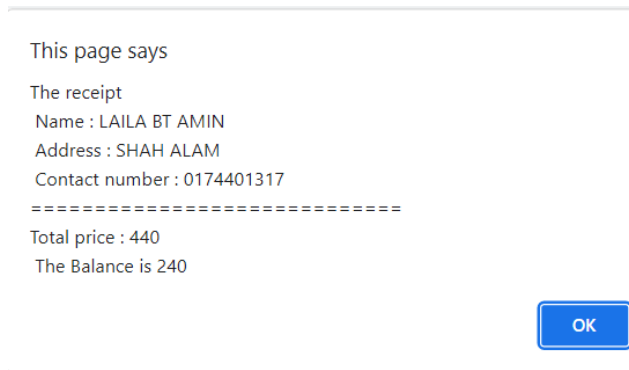 This page says
The receipt
Name : LAILA BT AMIN
Address : SHAH ALAM
Contact number : 0174401317
=============================
Total price : 440
The Balance is 240
OK